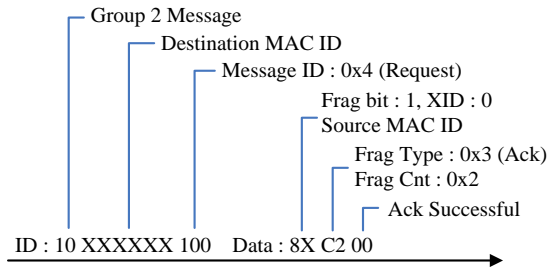 Group 2 Message
Destination MAC ID
Message ID : 0x4 (Request)
Frag bit : 1, XID : 0
Source MAC ID
Frag Type : 0x3 (Ack)
Frag Cnt : 0x2
Ack Successful
ID : 10 XXXXXX 100 Data : 8X C2 00